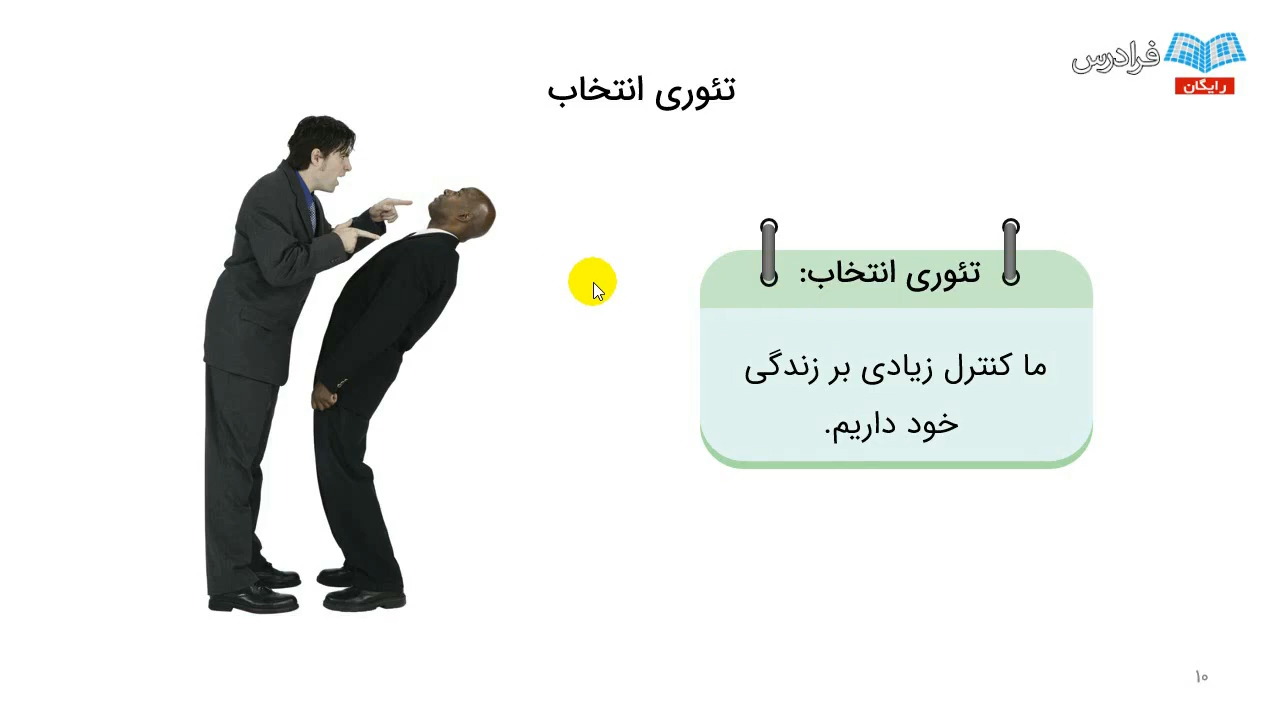 فرادرس
رایگان
تئوری انتخاب
تئوری انتخاب:
ما کنترل زیادی بر زندگی
خود داریم.
۱۰